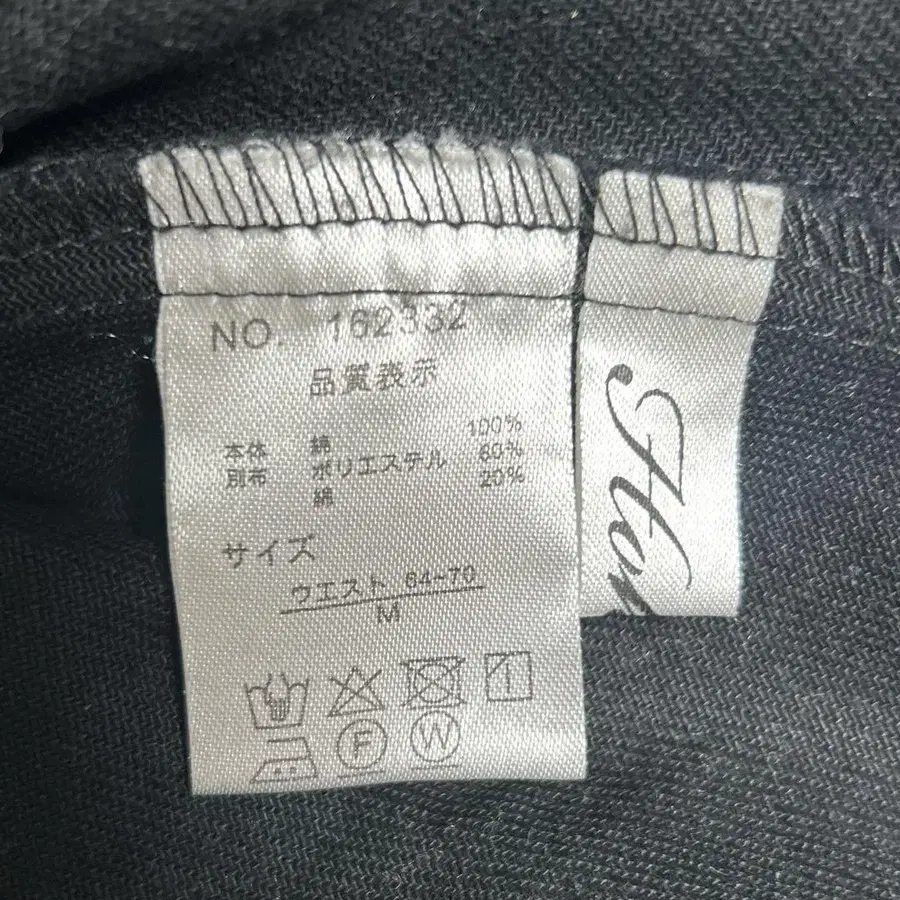 NO. 162332
品質表示
本体 綿 100%
別布 ポリエステル 80%
綿 20%
サイズ
ウエスト 64~70
M
F W